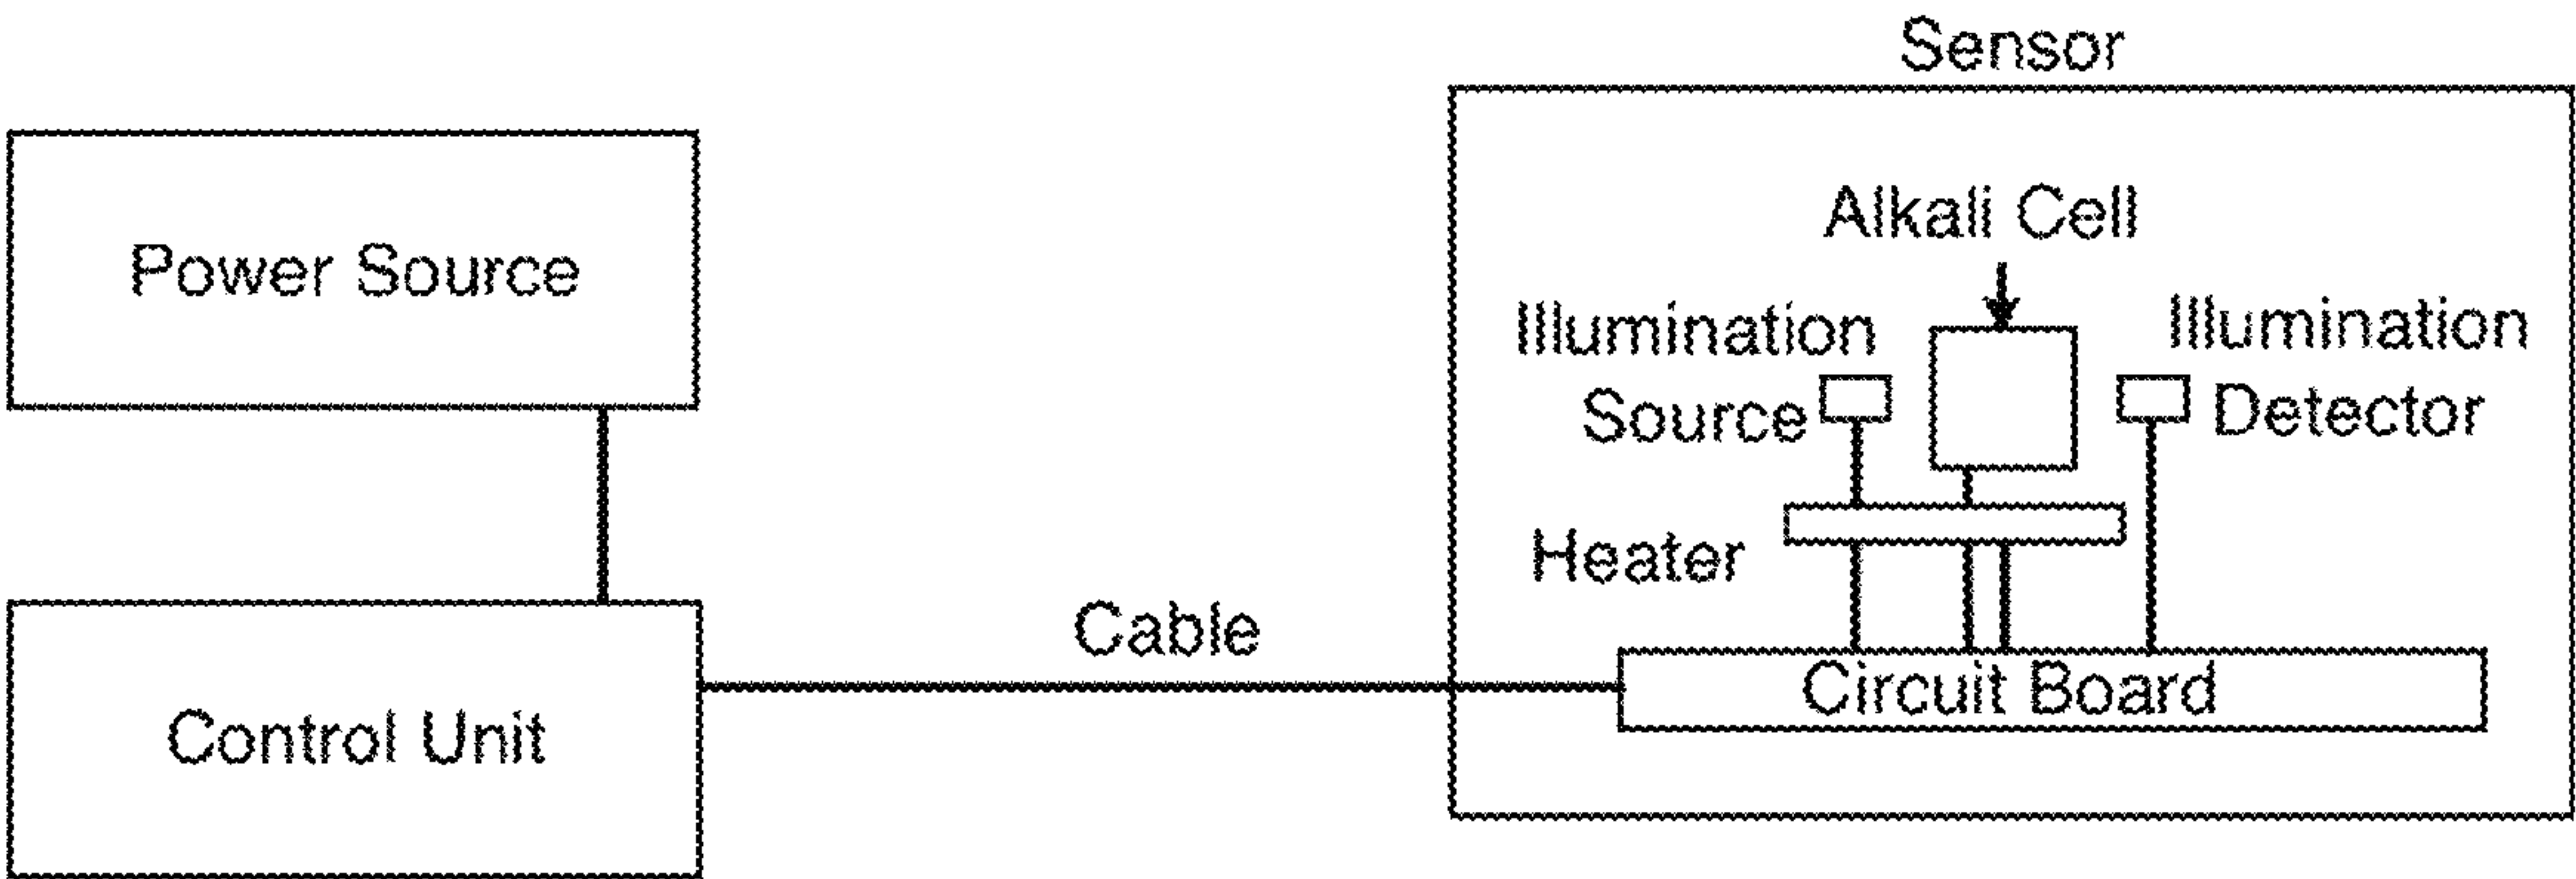 Sensor
Power Source
Alkali Cell
Illumination
Source
Illumination
Detector
Heater
Cable
Control Unit
Circuit Board